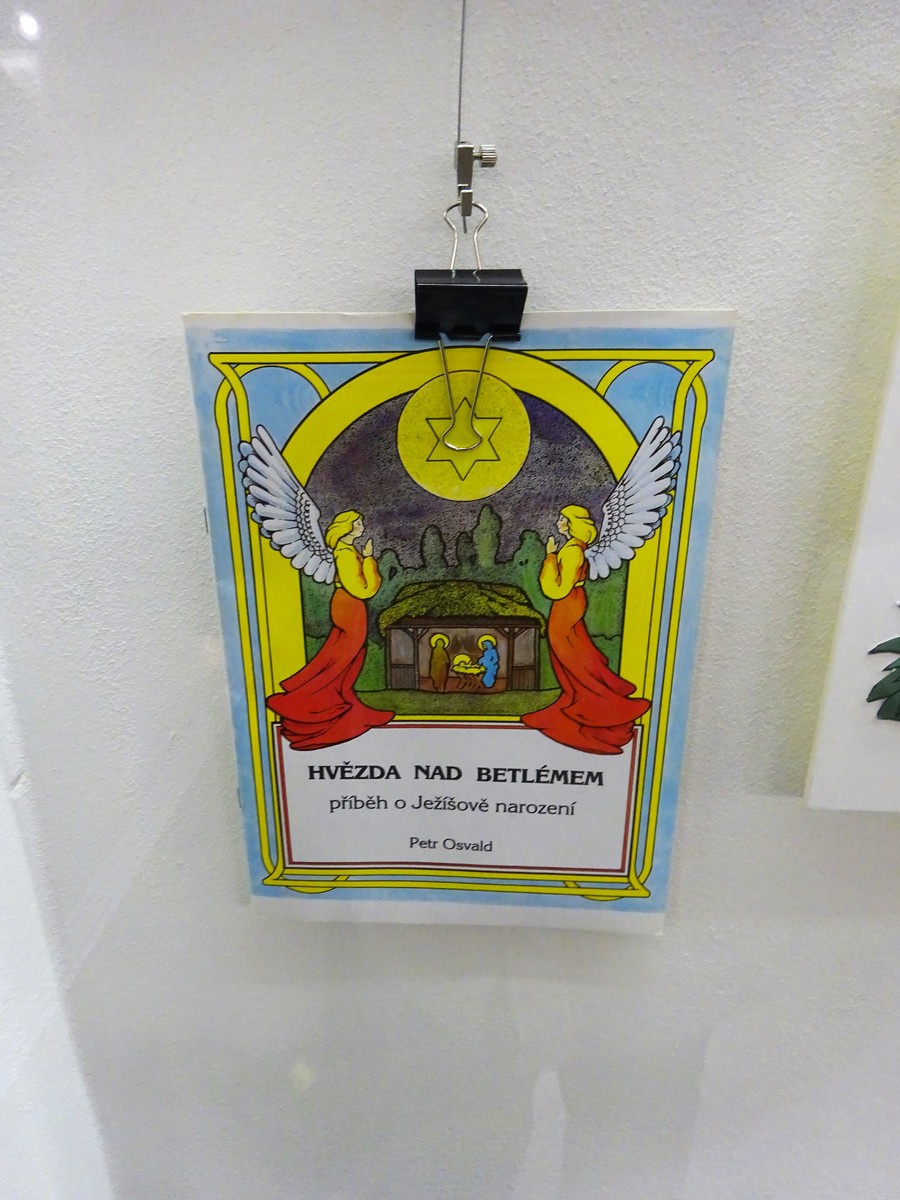 HVĚZDA NAD BETLÉMEM
příběh o Ježíšově narození
Petr Osvald